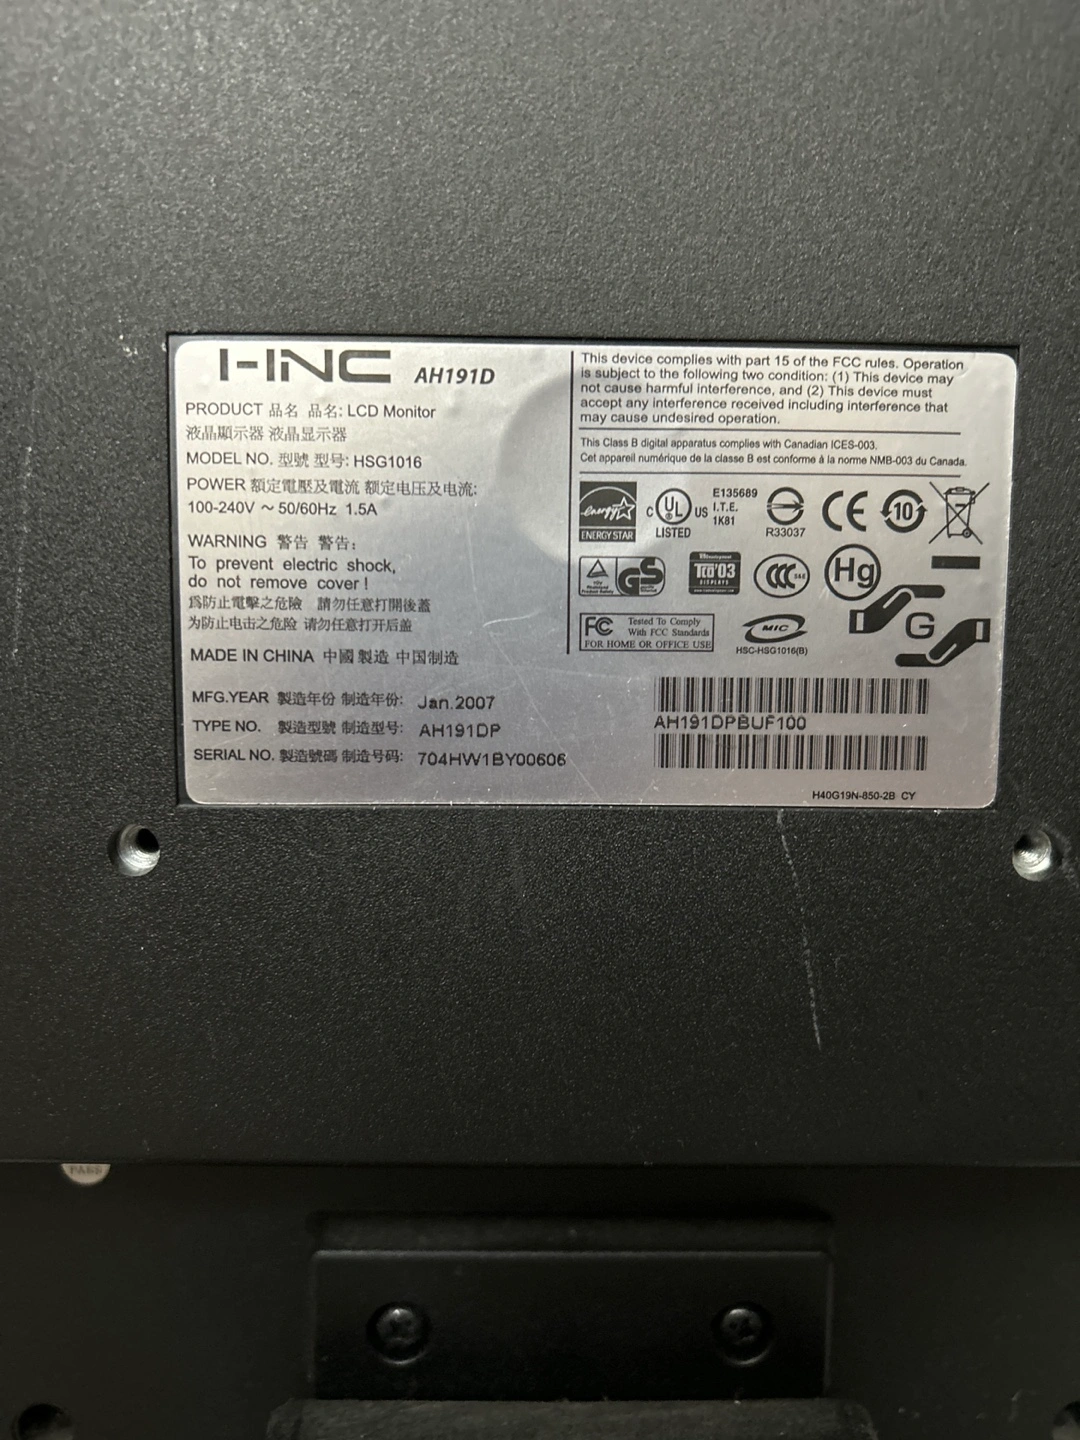 I-INC AH191D
PRODUCT 品名 品名: LCD Monitor
液晶顯示器 液晶显示器
MODEL NO. 型號 型号: HSG1016
POWER 額定電壓及電流 额定电压及电流:
100-240V ~ 50/60Hz 1.5A
WARNING 警告 警告:
To prevent electric shock,
do not remove cover !
爲防止電擊之危險 請勿任意打開後蓋
为防止电击之危险 请勿任意打开后盖
MADE IN CHINA 中國製造 中国制造
MFG.YEAR 製造年份 制造年份: Jan.2007
TYPE NO. 製造型號 制造型号: AH191DP
SERIAL NO. 製造號碼 制造号码: 704HW1BY00606
This device complies with part 15 of the FCC rules. Operation
is subject to the following two condition: (1) This device may
not cause harmful interference, and (2) This device must
accept any interference received including interference that
may cause undesired operation.
This Class B digital apparatus complies with Canadian ICES-003.
Cet appareil numérique de la classe B est conforme à la norme NMB-003 du Canada.
energy
ENERGY STAR
C UL US
LISTED
E135689
I.T.E.
1K81
R33037
CE
10
GS
TCO'03
DISPLAYS
CCC S&E
Hg
G
FC Tested To Comply
With FCC Standards
FOR HOME OR OFFICE USE
MIC
HSC-HSG1016(B)
AH191DPBUF100
H40G19N-850-2B CY
PASS